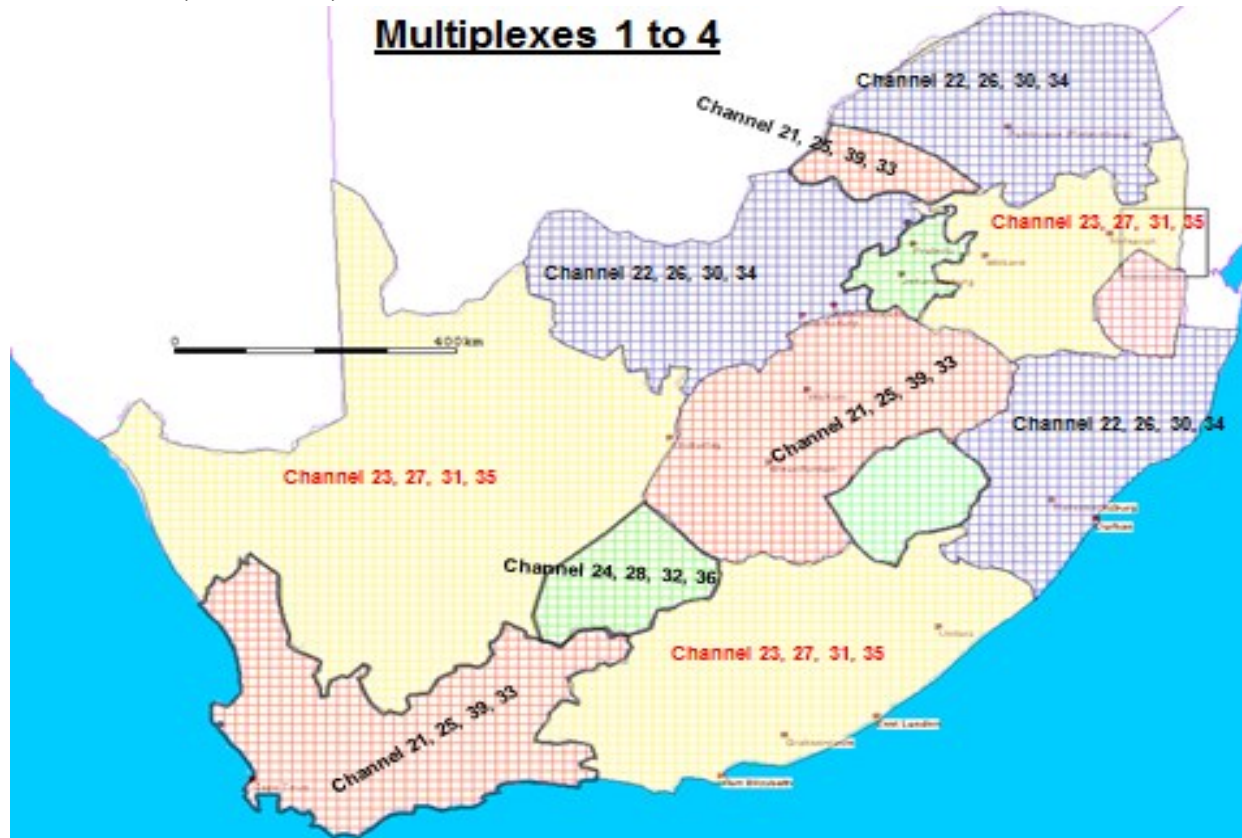 Multiplexes 1 to 4
Channel 22, 26, 30, 34
Channel 21, 25, 39, 33
Channel 23, 27, 31, 35
Channel 22, 26, 30, 34
0
400km
Channel 21, 25, 39, 33
Channel 22, 26, 30, 34
Channel 23, 27, 31, 35
Durban
Channel 24, 28, 32, 36
Channel 23, 27, 31, 35
East London
Channel 21, 25, 39, 33
Port Elizabeth